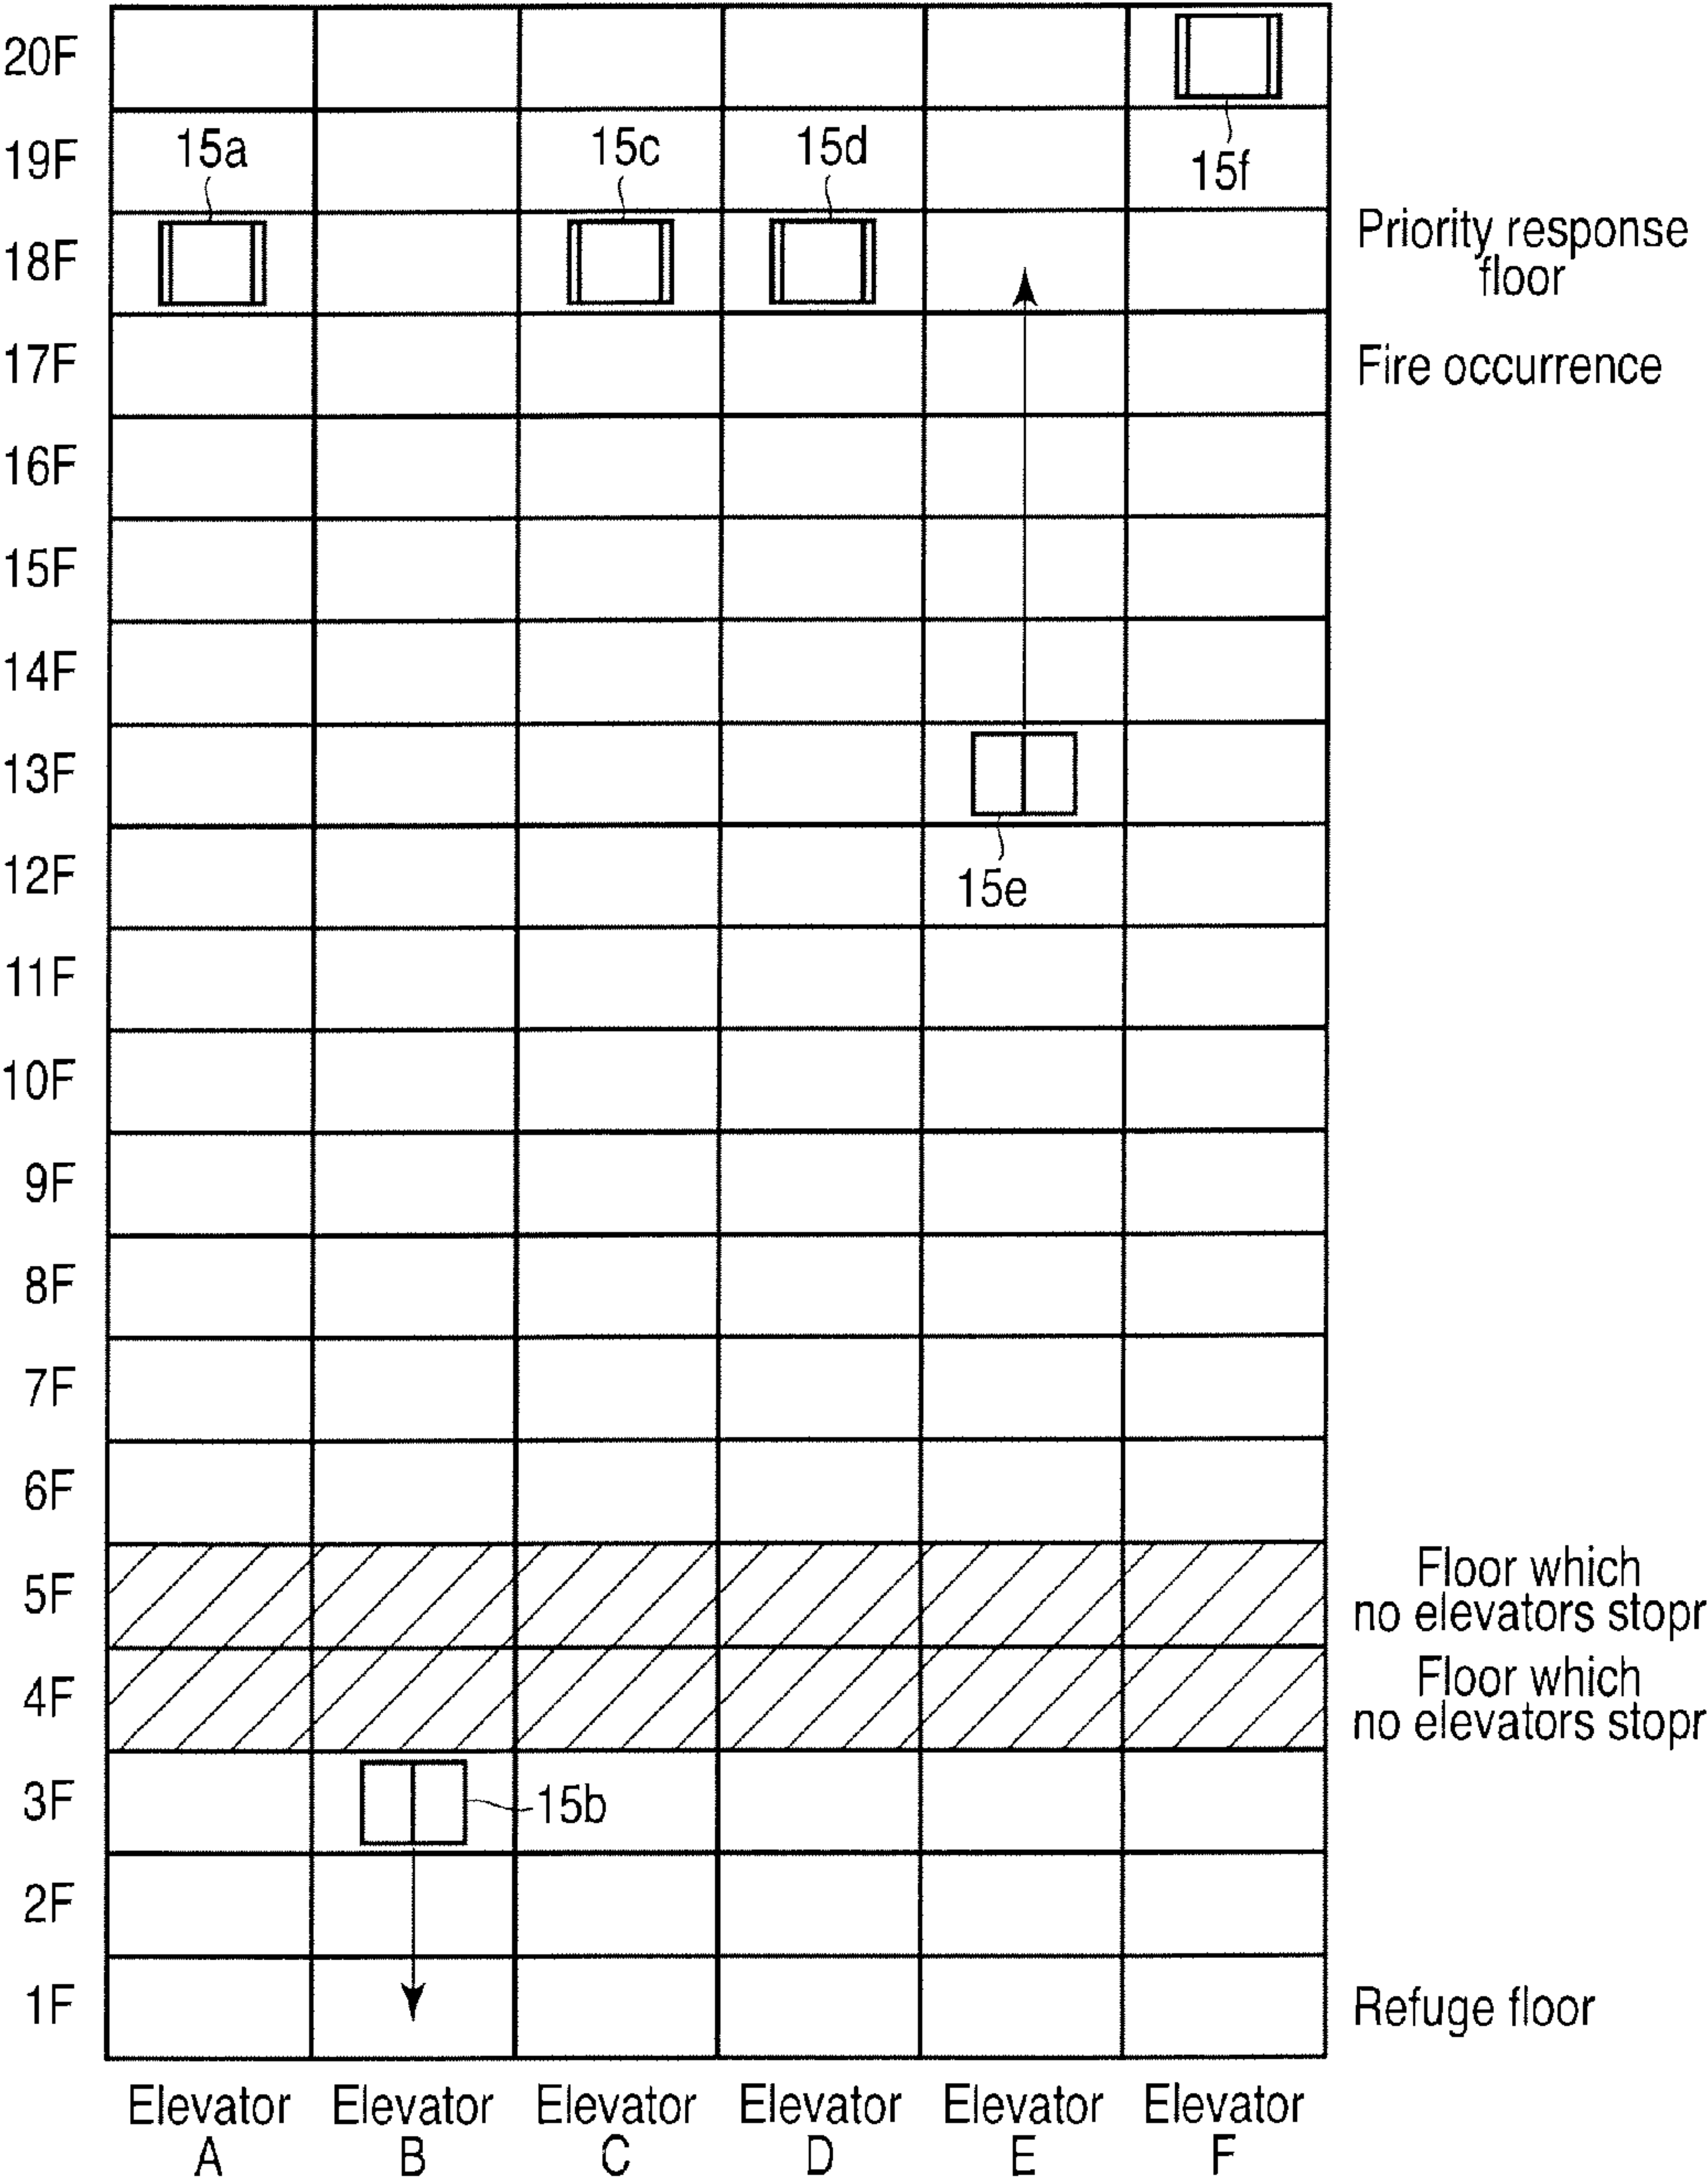 20F
19F
15a
15c
15d
15f
18F
Priority response
floor
17F
Fire occurrence
16F
15F
14F
13F
15e
12F
11F
10F
9F
8F
7F
6F
5F
Floor which
no elevators stopr
4F
Floor which
no elevators stopr
3F
15b
2F
1F
Refuge floor
Elevator
A
Elevator
B
Elevator
C
Elevator
D
Elevator
E
Elevator
F